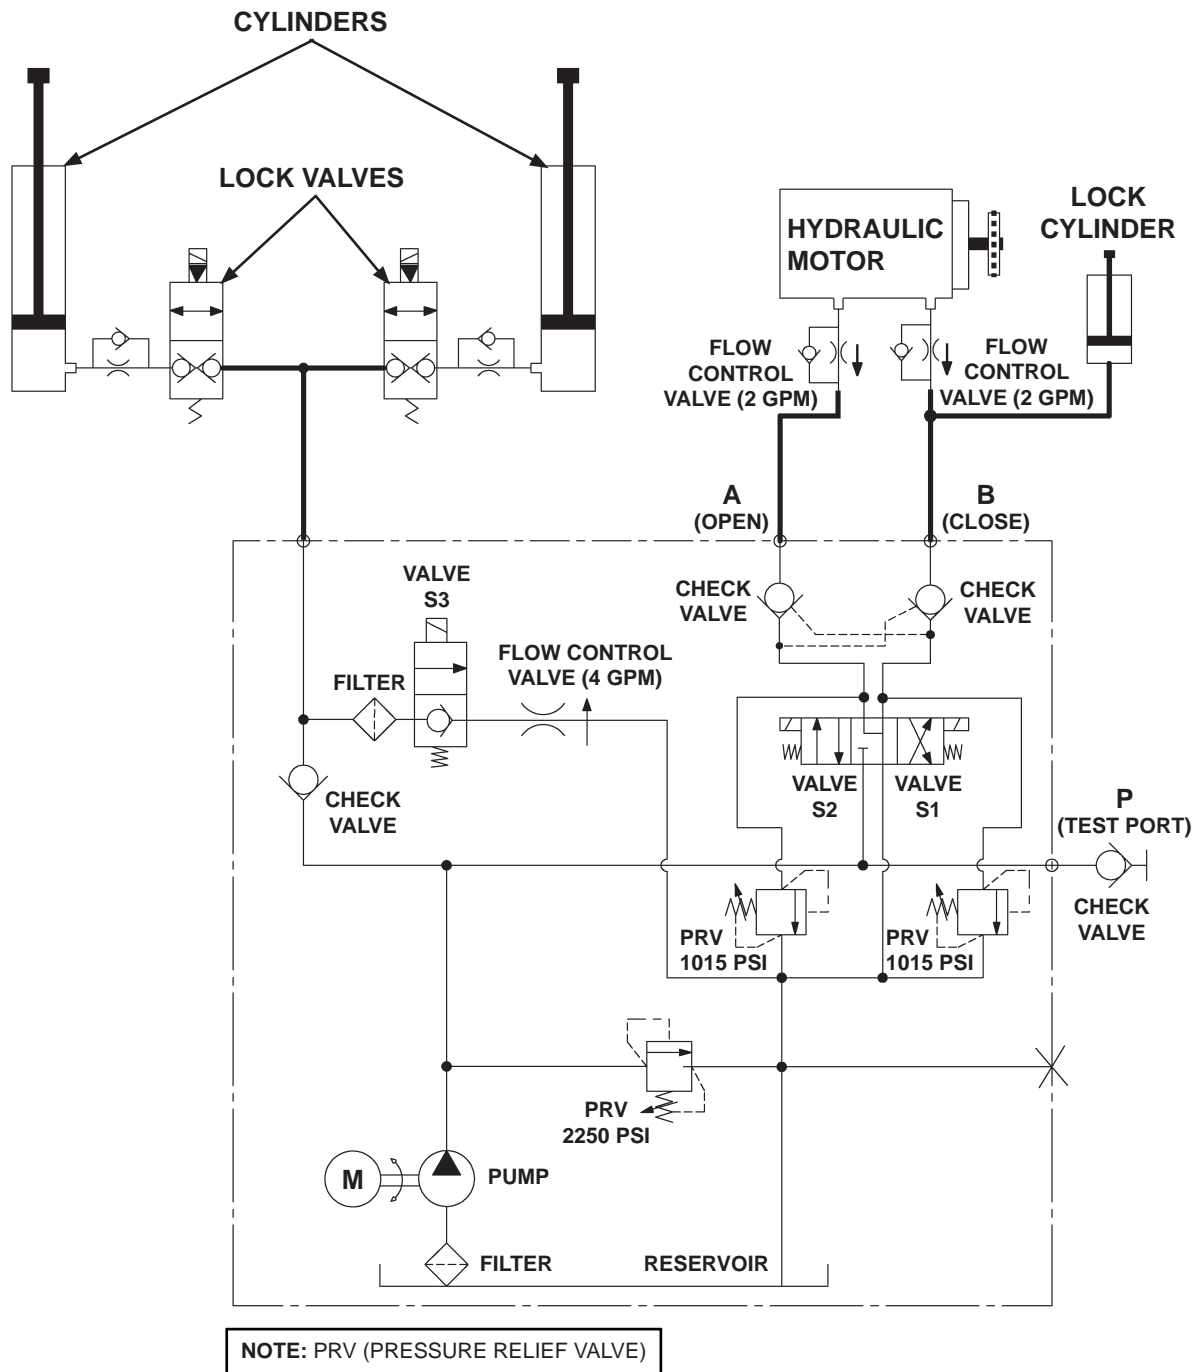 CYLINDERS
LOCK VALVES
HYDRAULIC
MOTOR
LOCK
CYLINDER
FLOW
CONTROL
VALVE (2 GPM)
FLOW
CONTROL
VALVE (2 GPM)
A
(OPEN)
B
(CLOSE)
VALVE
S3
CHECK
VALVE
CHECK
VALVE
FILTER
FLOW CONTROL
VALVE (4 GPM)
CHECK
VALVE
VALVE
S2
VALVE
S1
P
(TEST PORT)
CHECK
VALVE
PRV
1015 PSI
PRV
1015 PSI
PRV
2250 PSI
M
PUMP
FILTER
RESERVOIR
NOTE: PRV (PRESSURE RELIEF VALVE)